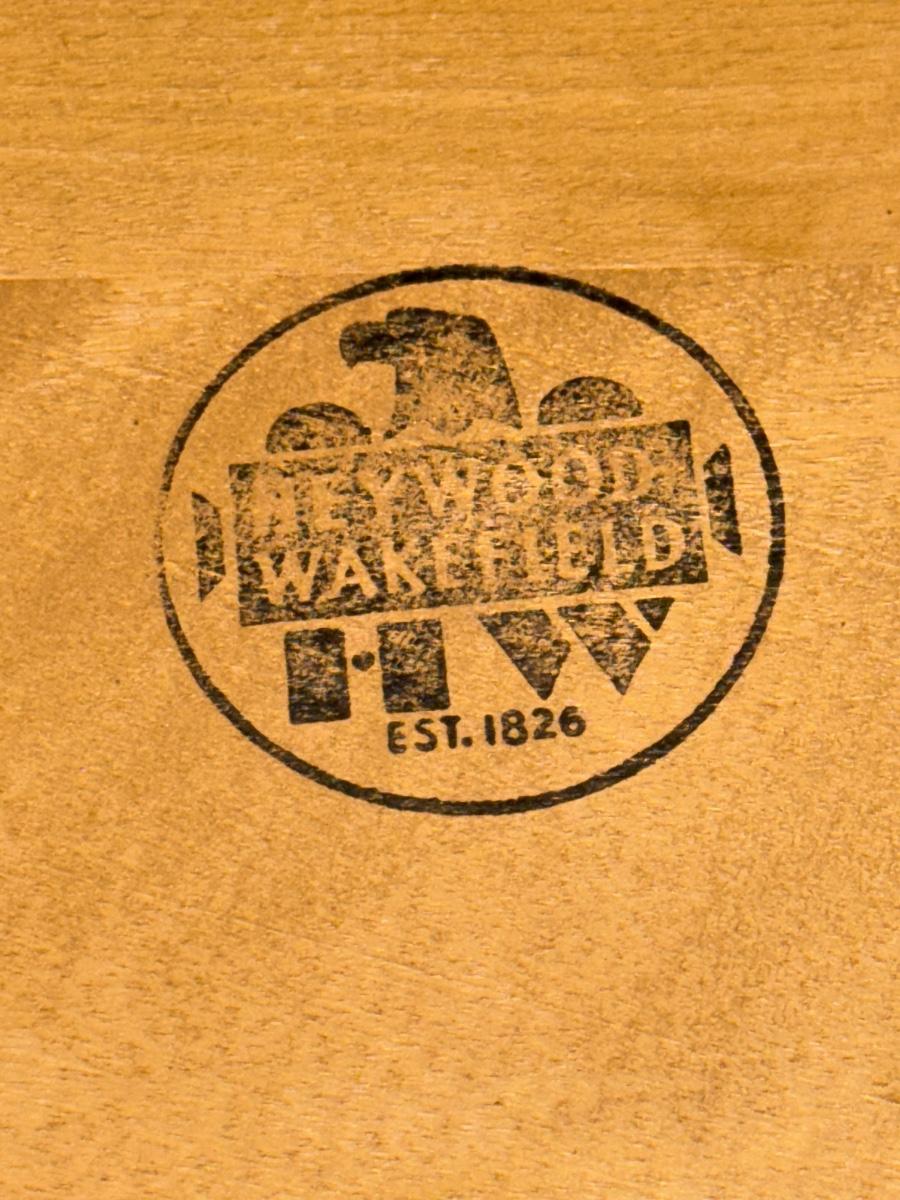 HEYWOOD
WAKEFIELD
H·W
EST. 1826